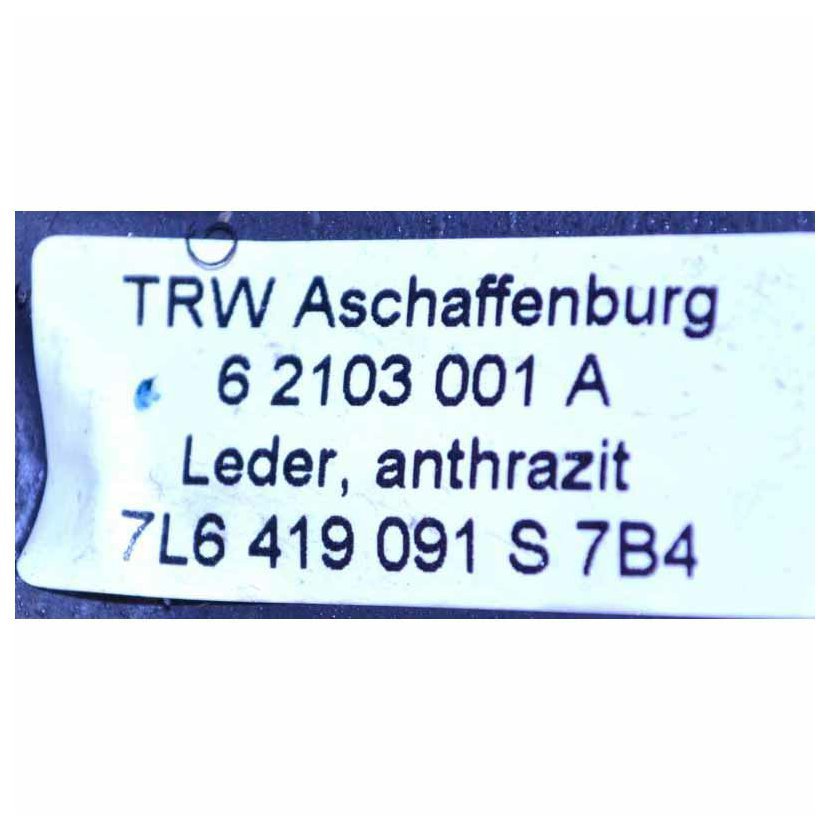 TRW Aschaffenburg
6 2103 001 A
Leder, anthrazit
7L6 419 091 S 7B4